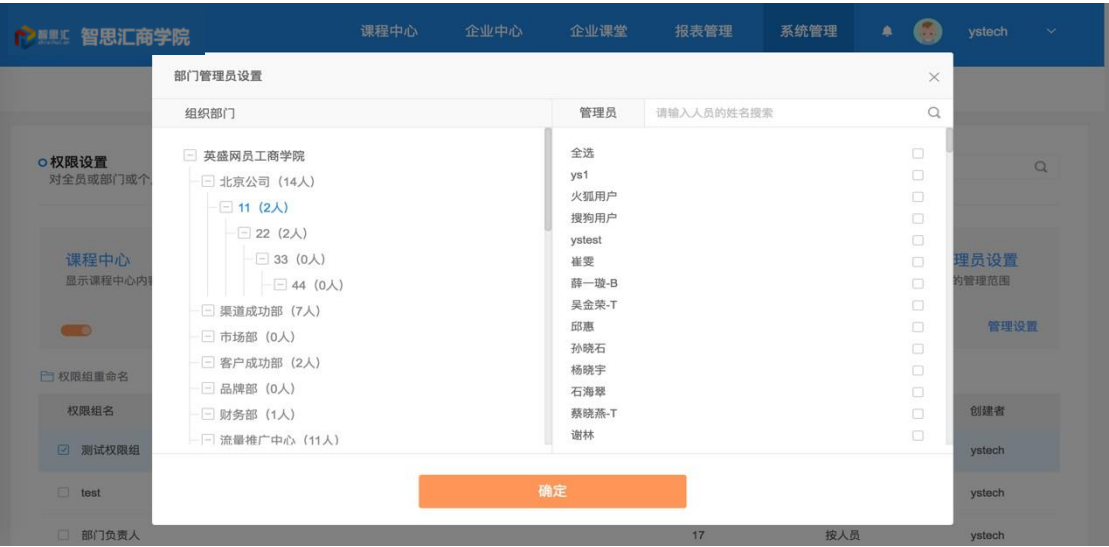 智思汇 智思汇商学院 课程中心 企业中心 企业课堂 报表管理 系统管理 ystech
部门管理员设置
组织部门 管理员 请输入人员的姓名搜索
英盛网员工商学院
北京公司（14人）
11（2人）
22（2人）
33（0人）
44（0人）
渠道成功部（7人）
市场部（0人）
客户成功部（2人）
品牌部（0人）
财务部（1人）
流量推广中心（11人）
全选
ys1
火狐用户
搜狗用户
ystest
崔雯
薛一璇-B
吴金荣-T
邱惠
孙晓石
杨晓宇
石海翠
蔡晓燕-T
谢林
确定
权限设置
对全员或部门或个
课程中心
显示课程中心内
理员设置
的管理范围
管理设置
权限组重命名
权限组名 创建者
测试权限组 ystech
test ystech
部门负责人 17 按人员 ystech